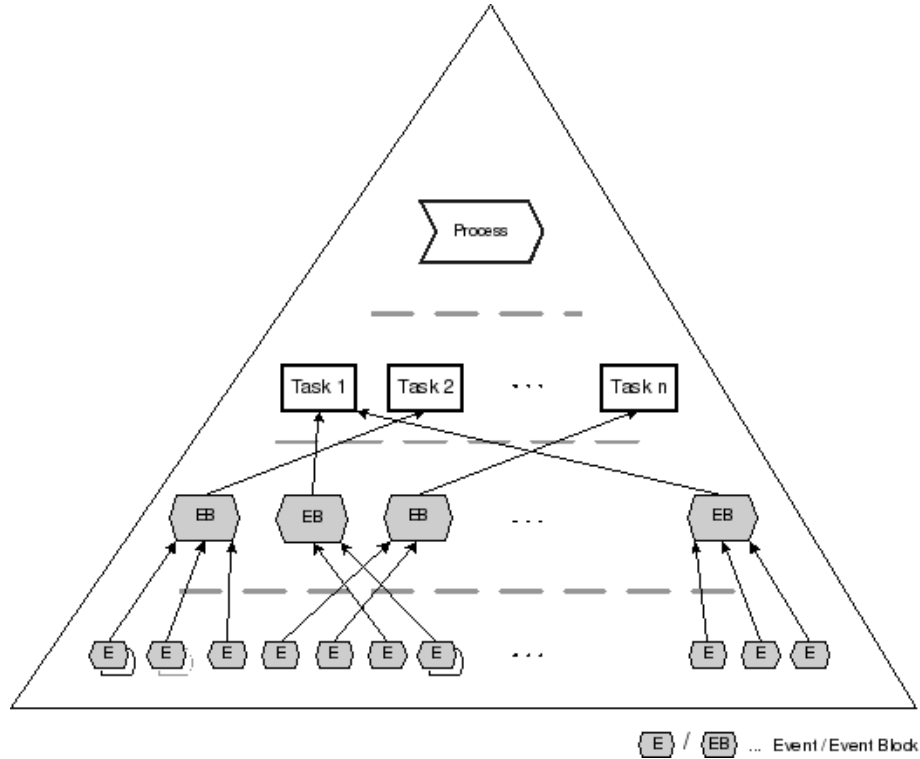 Process
Task 1 Task 2 ... Task n
EB EB EB ... EB
E E E E E E E ... E E E
E / EB ... Event / Event Block